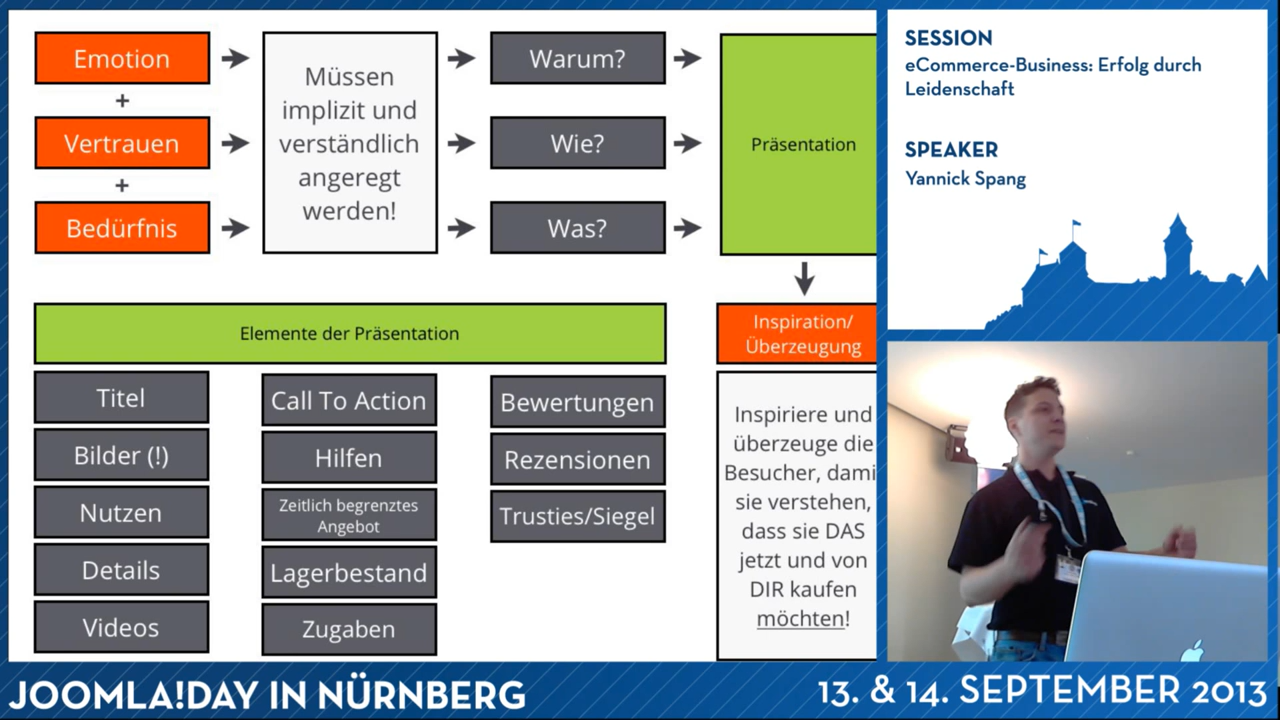 Emotion
+
Vertrauen
+
Bedürfnis
Müssen
implizit und
verständlich
angeregt
werden!
Warum?
Wie?
Was?
Präsentation
Elemente der Präsentation
Titel
Bilder (!)
Nutzen
Details
Videos
Call To Action
Hilfen
Zeitlich begrenztes
Angebot
Lagerbestand
Zugaben
Bewertungen
Rezensionen
Trusties/Siegel
Inspiration/
Überzeugung
Inspiriere und
überzeuge die
Besucher, dami
sie verstehen,
dass sie DAS
jetzt und von
DIR kaufen
möchten!
SESSION
eCommerce-Business: Erfolg durch
Leidenschaft
SPEAKER
Yannick Spang
JOOMLA!DAY IN NÜRNBERG
13. & 14. SEPTEMBER 2013